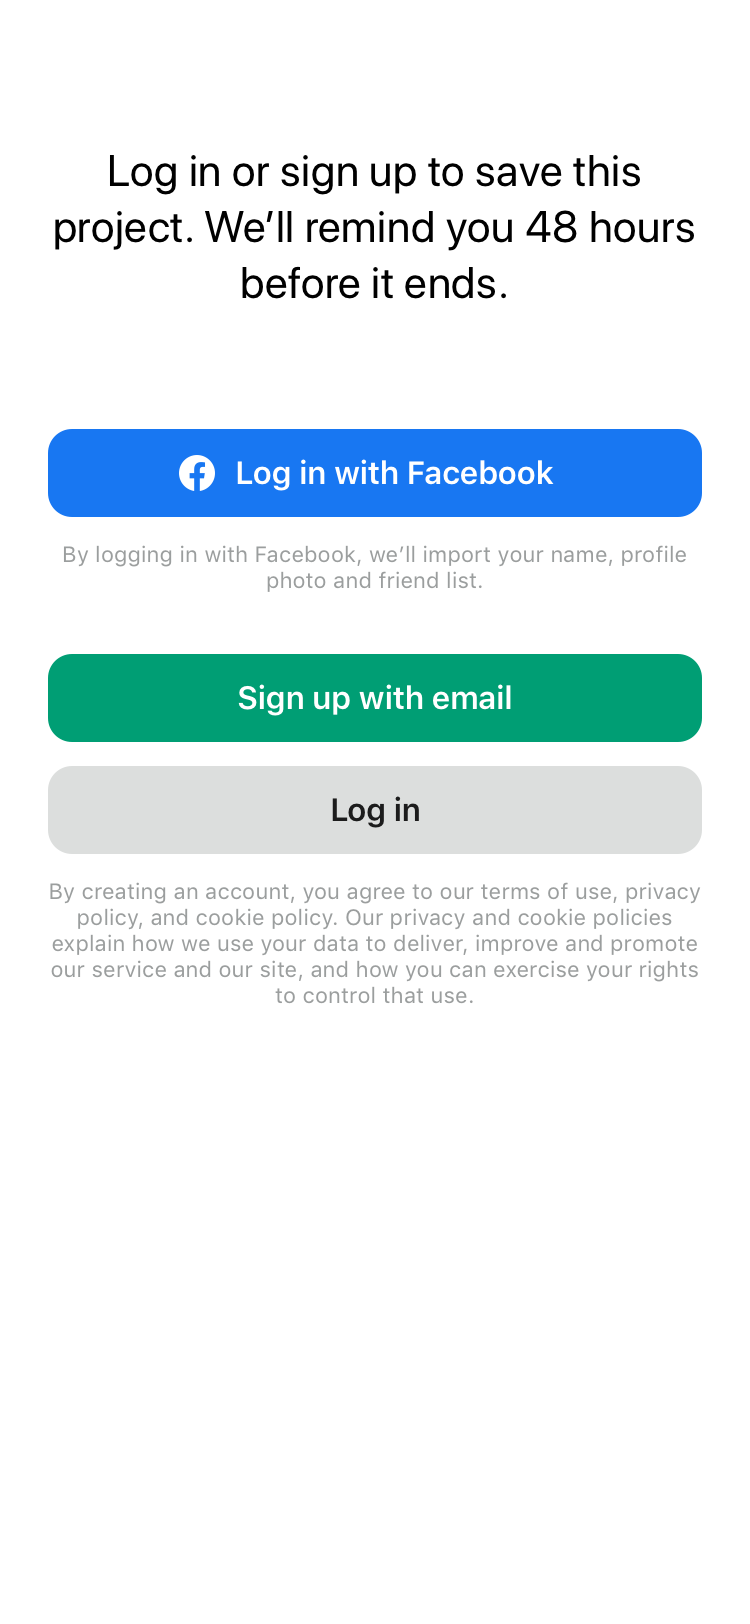 Log in or sign up to save this
project. We’ll remind you 48 hours
before it ends.
Log in with Facebook
By logging in with Facebook, we’ll import your name, profile
photo and friend list.
Sign up with email
Log in
By creating an account, you agree to our terms of use, privacy
policy, and cookie policy. Our privacy and cookie policies
explain how we use your data to deliver, improve and promote
our service and our site, and how you can exercise your rights
to control that use.